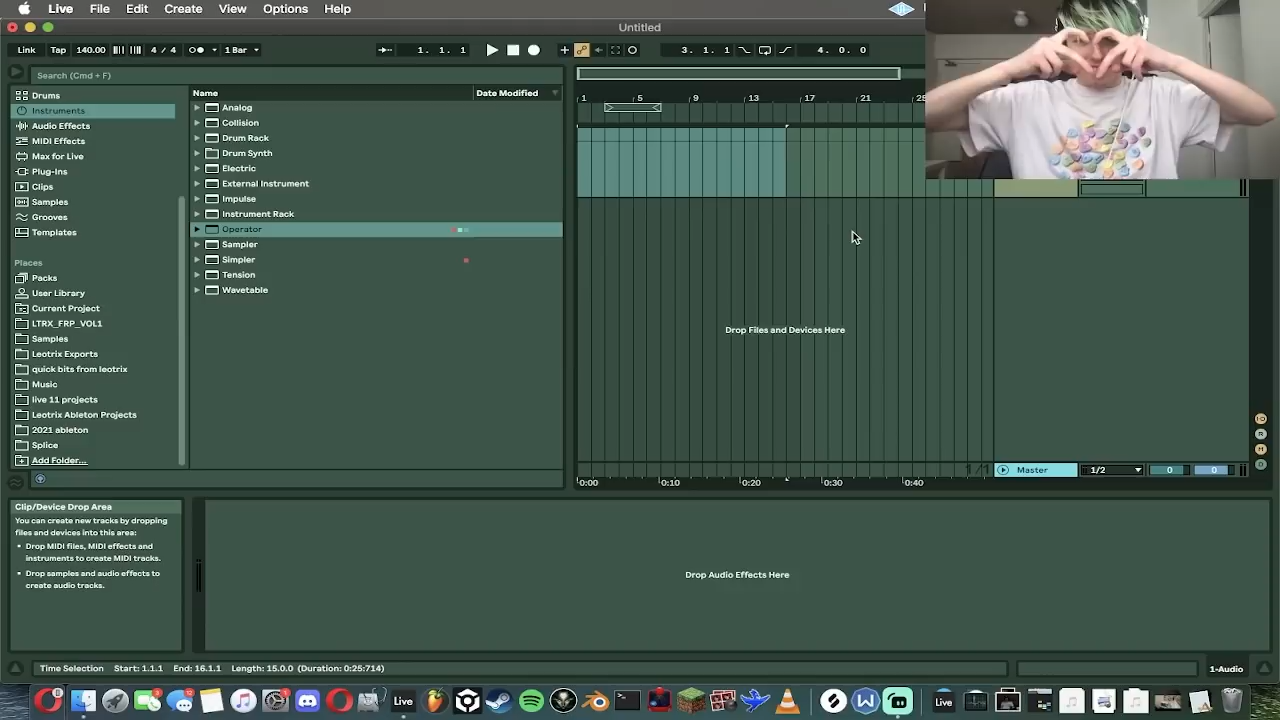 Live File Edit Create View Options Help
Untitled
Link Tap 140.00 4 / 4 1 Bar 1. 1. 1 3. 1. 1 4. 0. 0
Search (Cmd + F)
Drums
Instruments
Audio Effects
MIDI Effects
Max for Live
Plug-Ins
Clips
Samples
Grooves
Templates
Places
Packs
User Library
Current Project
LTRX_FRP_VOL1
Samples
Leotrix Exports
quick bits from leotrix
Music
live 11 projects
Leotrix Ableton Projects
2021 ableton
Splice
Add Folder...
Name Date Modified
Analog
Collision
Drum Rack
Drum Synth
Electric
External Instrument
Impulse
Instrument Rack
Operator
Sampler
Simpler
Tension
Wavetable
1 5 9 13 17 21 25
Drop Files and Devices Here
1/1
Master 1/2 0 0
0:00 0:10 0:20 0:30 0:40
Clip/Device Drop Area
You can create new tracks by dropping
files and devices into this area:
• Drop MIDI files, MIDI effects and
instruments to create MIDI tracks.
• Drop samples and audio effects to
create audio tracks.
Drop Audio Effects Here
Time Selection Start: 1.1.1 End: 16.1.1 Length: 15.0.0 (Duration: 0:25:714)
1-Audio
Live
Live